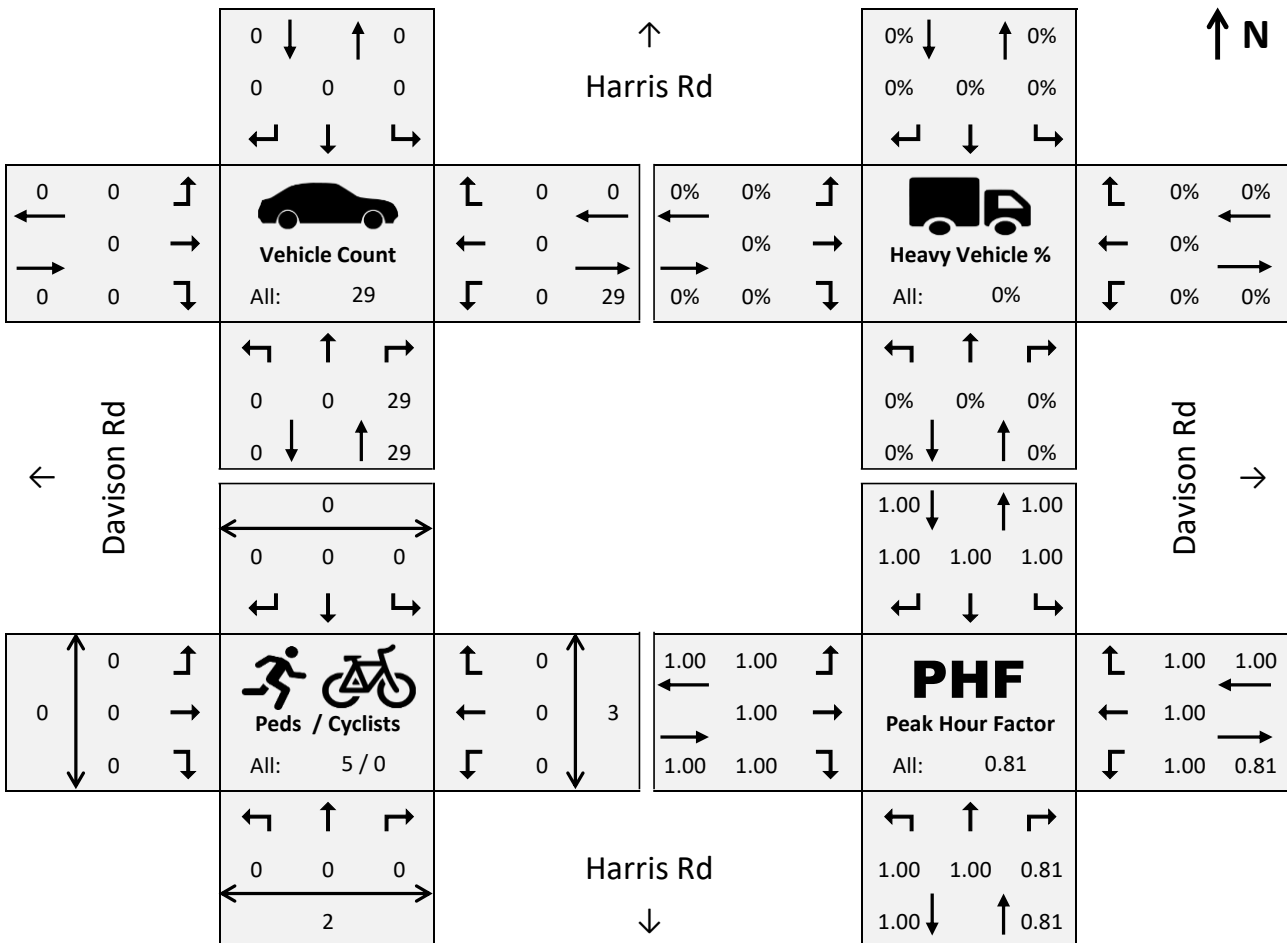 0 0
0 0 0
Harris Rd
0% 0%
0% 0% 0%
N
0 0
0
0 0
Vehicle Count
All: 29
0 0
0
0 29
0% 0%
0%
0% 0%
Heavy Vehicle %
All: 0%
0% 0%
0%
0% 0%
0 0 29
0 29
0% 0% 0%
0% 0%
Davison Rd
Davison Rd
0
0 0 0
1.00 1.00
1.00 1.00 1.00
0
0
0
0
Peds / Cyclists
All: 5 / 0
0
0 3
0
1.00 1.00
1.00
1.00 1.00
PHF
Peak Hour Factor
All: 0.81
1.00 1.00
1.00
1.00 0.81
0 0 0
2
Harris Rd
1.00 1.00 0.81
1.00 0.81